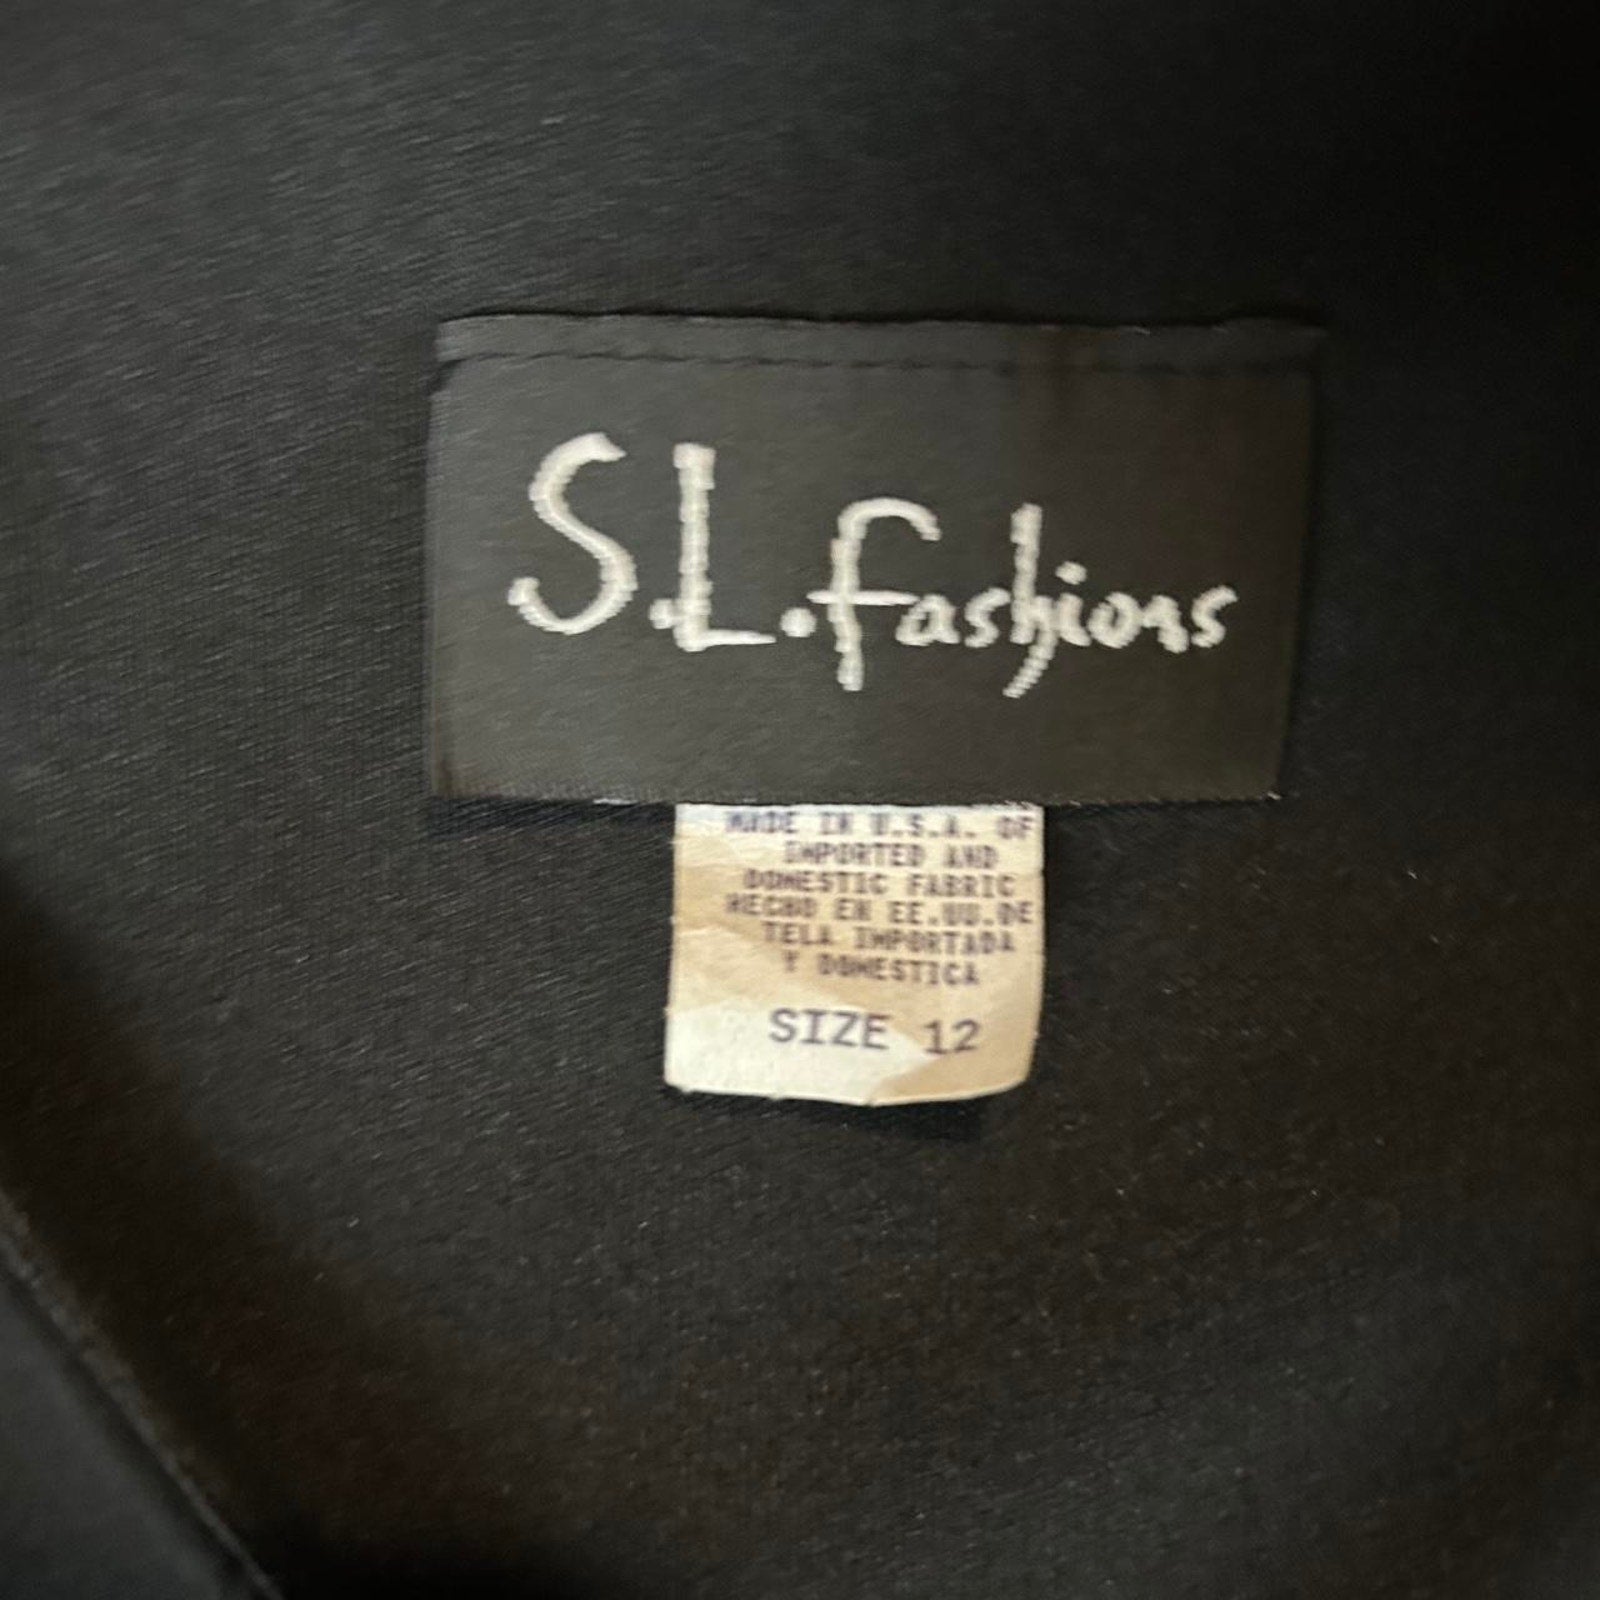 S.L. fashions
MADE IN U.S.A. OF
IMPORTED AND
DOMESTIC FABRIC
HECHO EN EE.UU.DE
TELA IMPORTADA
Y DOMESTICA
SIZE 12